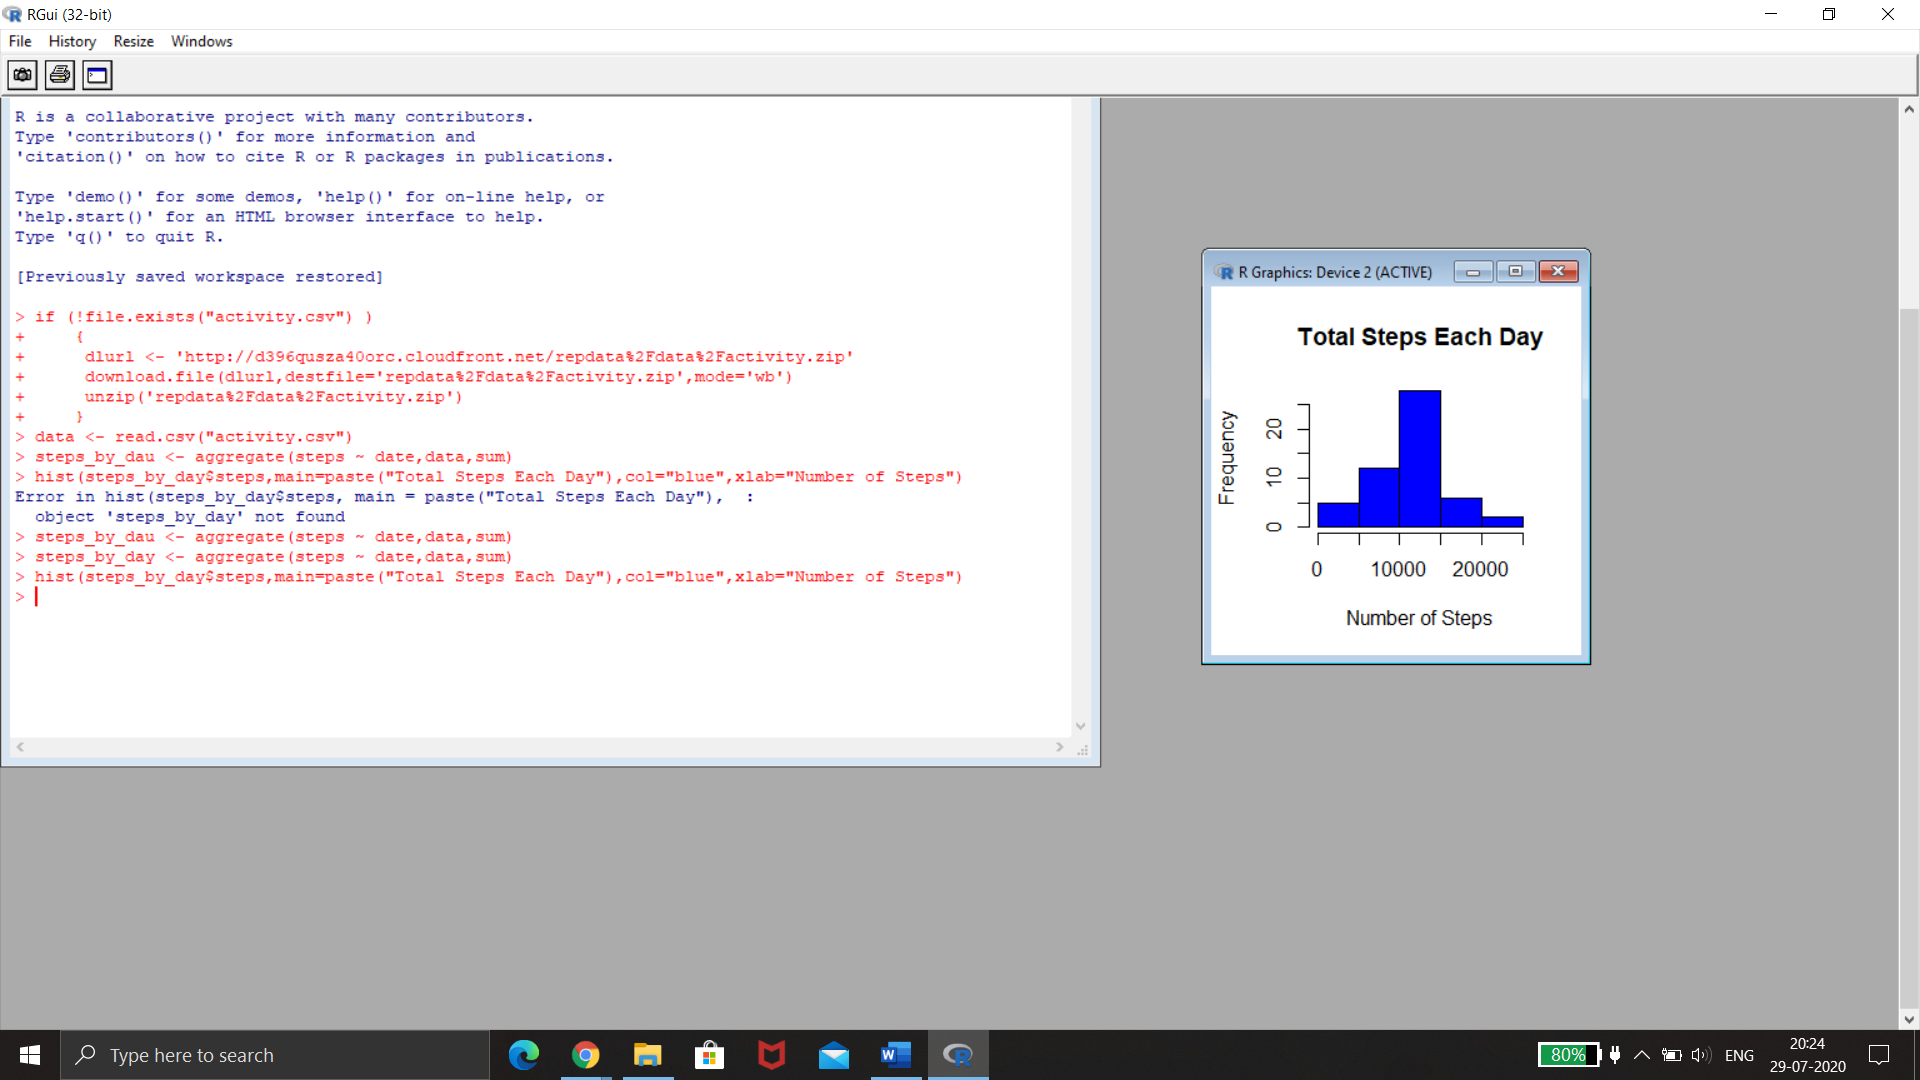 RGui (32-bit)
File History Resize Windows
R is a collaborative project with many contributors.
Type 'contributors()' for more information and
'citation()' on how to cite R or R packages in publications.
Type 'demo()' for some demos, 'help()' for on-line help, or
'help.start()' for an HTML browser interface to help.
Type 'q()' to quit R.
[Previously saved workspace restored]
> if (!file.exists("activity.csv") )
+     {
+      dlurl <- 'http://d396qusza40orc.cloudfront.net/repdata%2Fdata%2Factivity.zip'
+      download.file(dlurl,destfile='repdata%2Fdata%2Factivity.zip',mode='wb')
+      unzip('repdata%2Fdata%2Factivity.zip')
+     }
> data <- read.csv("activity.csv")
> steps_by_dau <- aggregate(steps ~ date,data,sum)
> hist(steps_by_day$steps,main=paste("Total Steps Each Day"),col="blue",xlab="Number of Steps")
Error in hist(steps_by_day$steps, main = paste("Total Steps Each Day"),  :
  object 'steps_by_day' not found
> steps_by_dau <- aggregate(steps ~ date,data,sum)
> steps_by_day <- aggregate(steps ~ date,data,sum)
> hist(steps_by_day$steps,main=paste("Total Steps Each Day"),col="blue",xlab="Number of Steps")
>
R Graphics: Device 2 (ACTIVE)
Total Steps Each Day
Frequency
20
10
0
0 10000 20000
Number of Steps
Type here to search
80%
ENG
20:24
29-07-2020